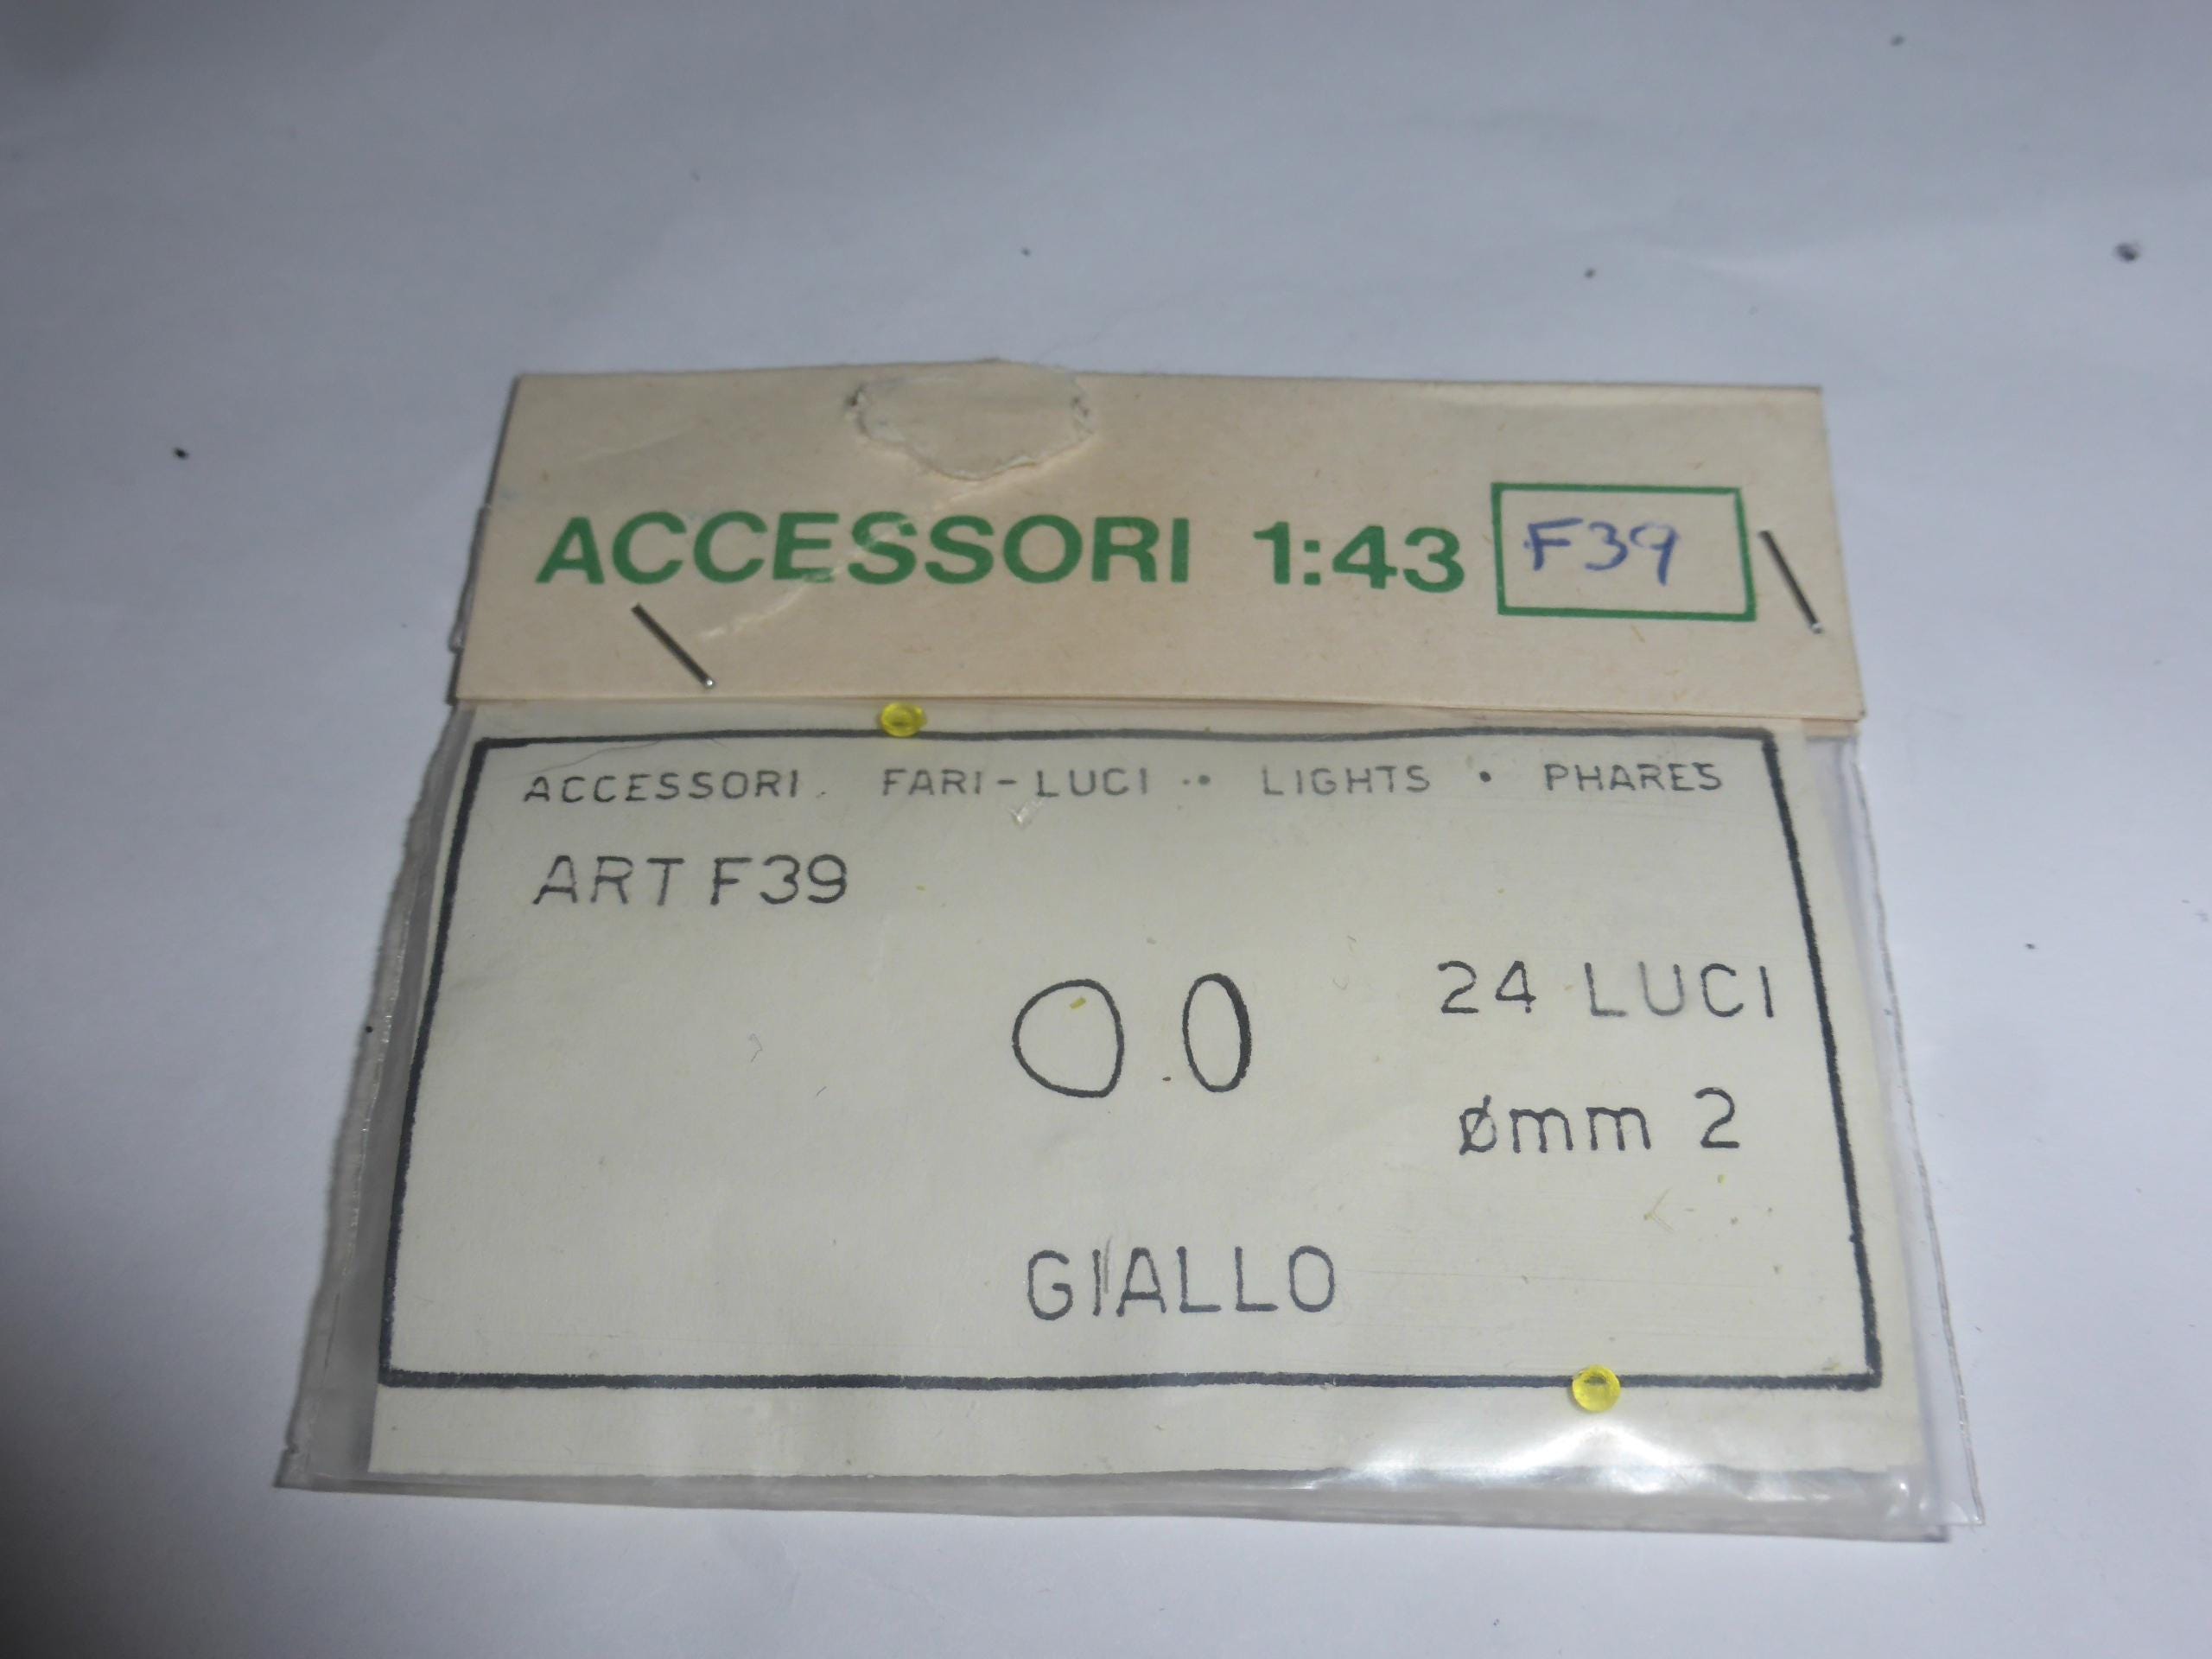 ACCESSORI 1:43 F39
ACCESSORI. FARI-LUCI •• LIGHTS • PHARES
ART F39
24 LUCI
ømm 2
GIALLO